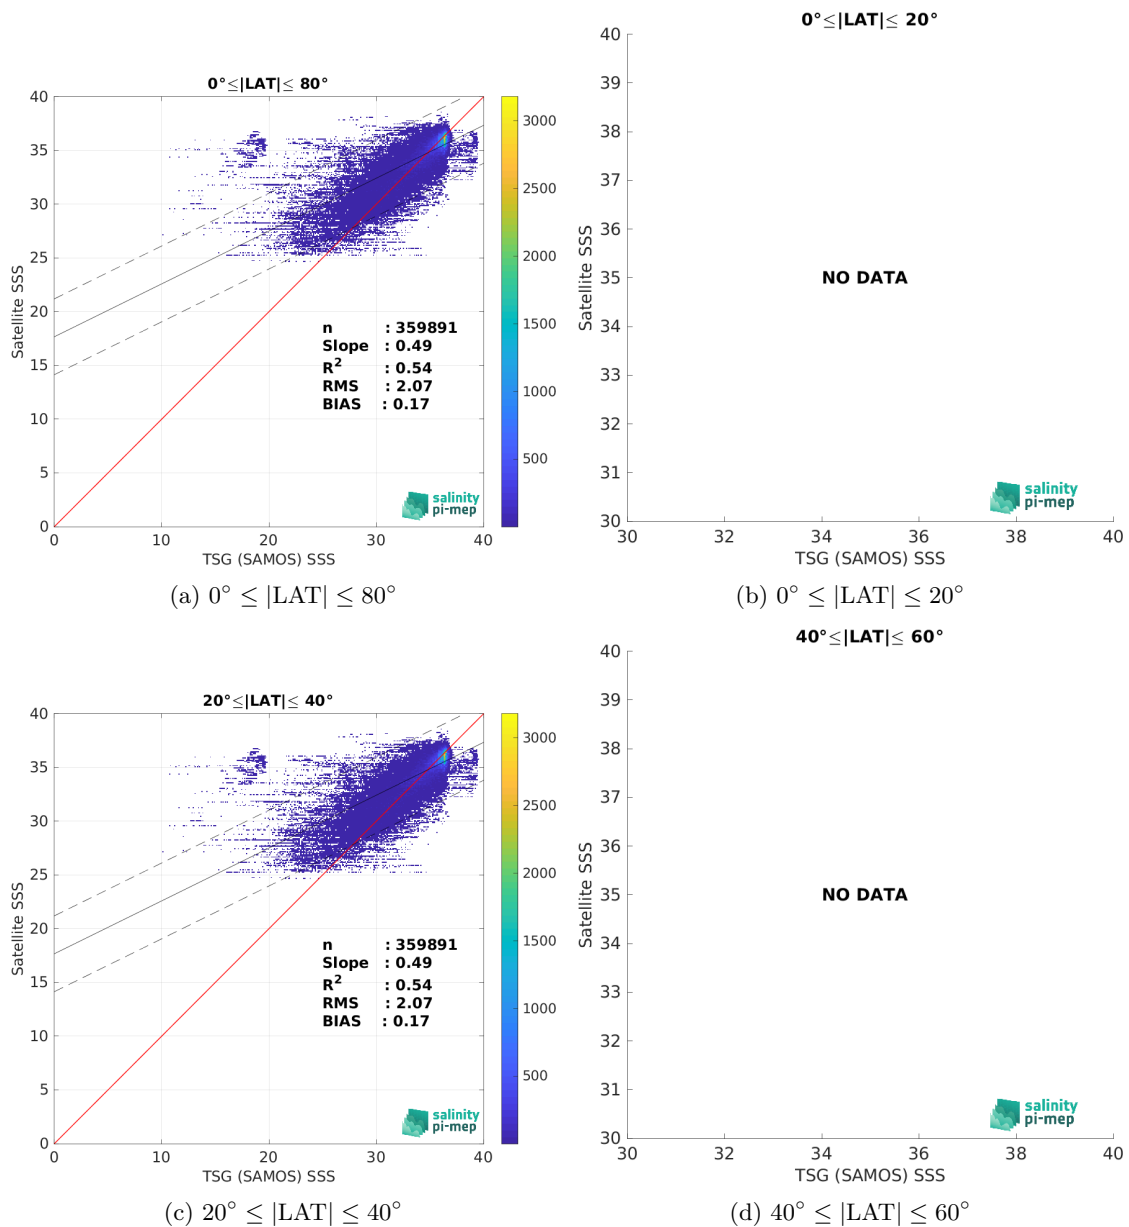 0°≤|LAT|≤ 80°
40
35
30
25
20
15
10
5
0
Satellite SSS
n : 359891
Slope : 0.49
R² : 0.54
RMS : 2.07
BIAS : 0.17
salinity
pi-mep
0 10 20 30 40
TSG (SAMOS) SSS
3000
2500
2000
1500
1000
500
(a) 0° ≤ |LAT| ≤ 80°
0°≤|LAT|≤ 20°
40
39
38
37
36
35
34
33
32
31
30
Satellite SSS
NO DATA
salinity
pi-mep
30 32 34 36 38 40
TSG (SAMOS) SSS
(b) 0° ≤ |LAT| ≤ 20°
20°≤|LAT|≤ 40°
40
35
30
25
20
15
10
5
0
Satellite SSS
n : 359891
Slope : 0.49
R² : 0.54
RMS : 2.07
BIAS : 0.17
salinity
pi-mep
0 10 20 30 40
TSG (SAMOS) SSS
3000
2500
2000
1500
1000
500
(c) 20° ≤ |LAT| ≤ 40°
40°≤|LAT|≤ 60°
40
39
38
37
36
35
34
33
32
31
30
Satellite SSS
NO DATA
salinity
pi-mep
30 32 34 36 38 40
TSG (SAMOS) SSS
(d) 40° ≤ |LAT| ≤ 60°